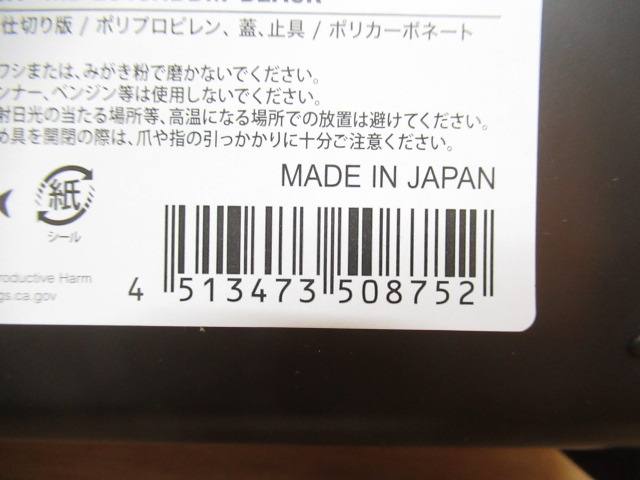 仕切り版 / ポリプロピレン、蓋、止具 / ポリカーボネート
ワシまたは、みがき粉で磨かないでください。
ンナー、ベンジン等は使用しないでください。
射日光の当たる場所等、高温になる場所での放置は避けてください。
め具を開閉の際は、爪や指の引っかかりに十分ご注意ください。
MADE IN JAPAN
紙
シール
roductive Harm
gs.ca.gov
4 513473 508752